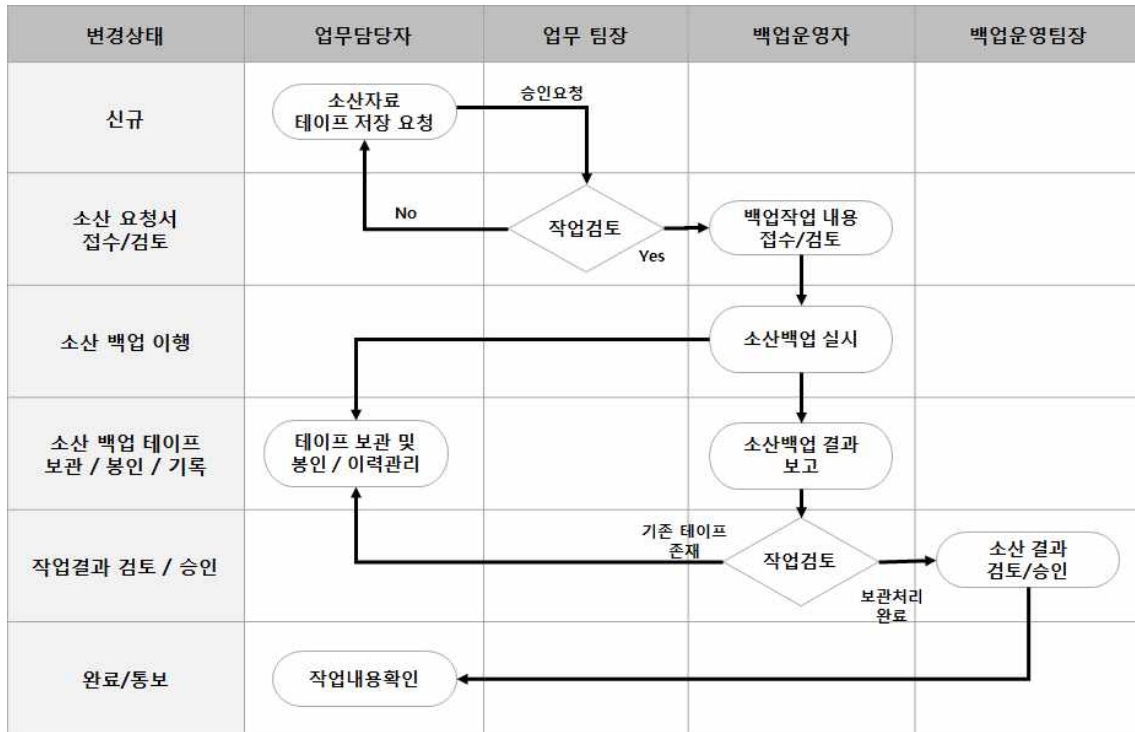 변경상태
업무담당자
업무 팀장
백업운영자
백업운영팀장
신규
소산자료
테이프 저장 요청
승인요청
소산 요청서
접수/검토
No
작업검토
Yes
백업작업 내용
접수/검토
소산 백업 이행
소산백업 실시
소산 백업 테이프
보관 / 봉인 / 기록
테이프 보관 및
봉인 / 이력관리
소산백업 결과
보고
작업결과 검토 / 승인
기존 테이프
존재
작업검토
보관처리
완료
소산 결과
검토/승인
완료/통보
작업내용확인